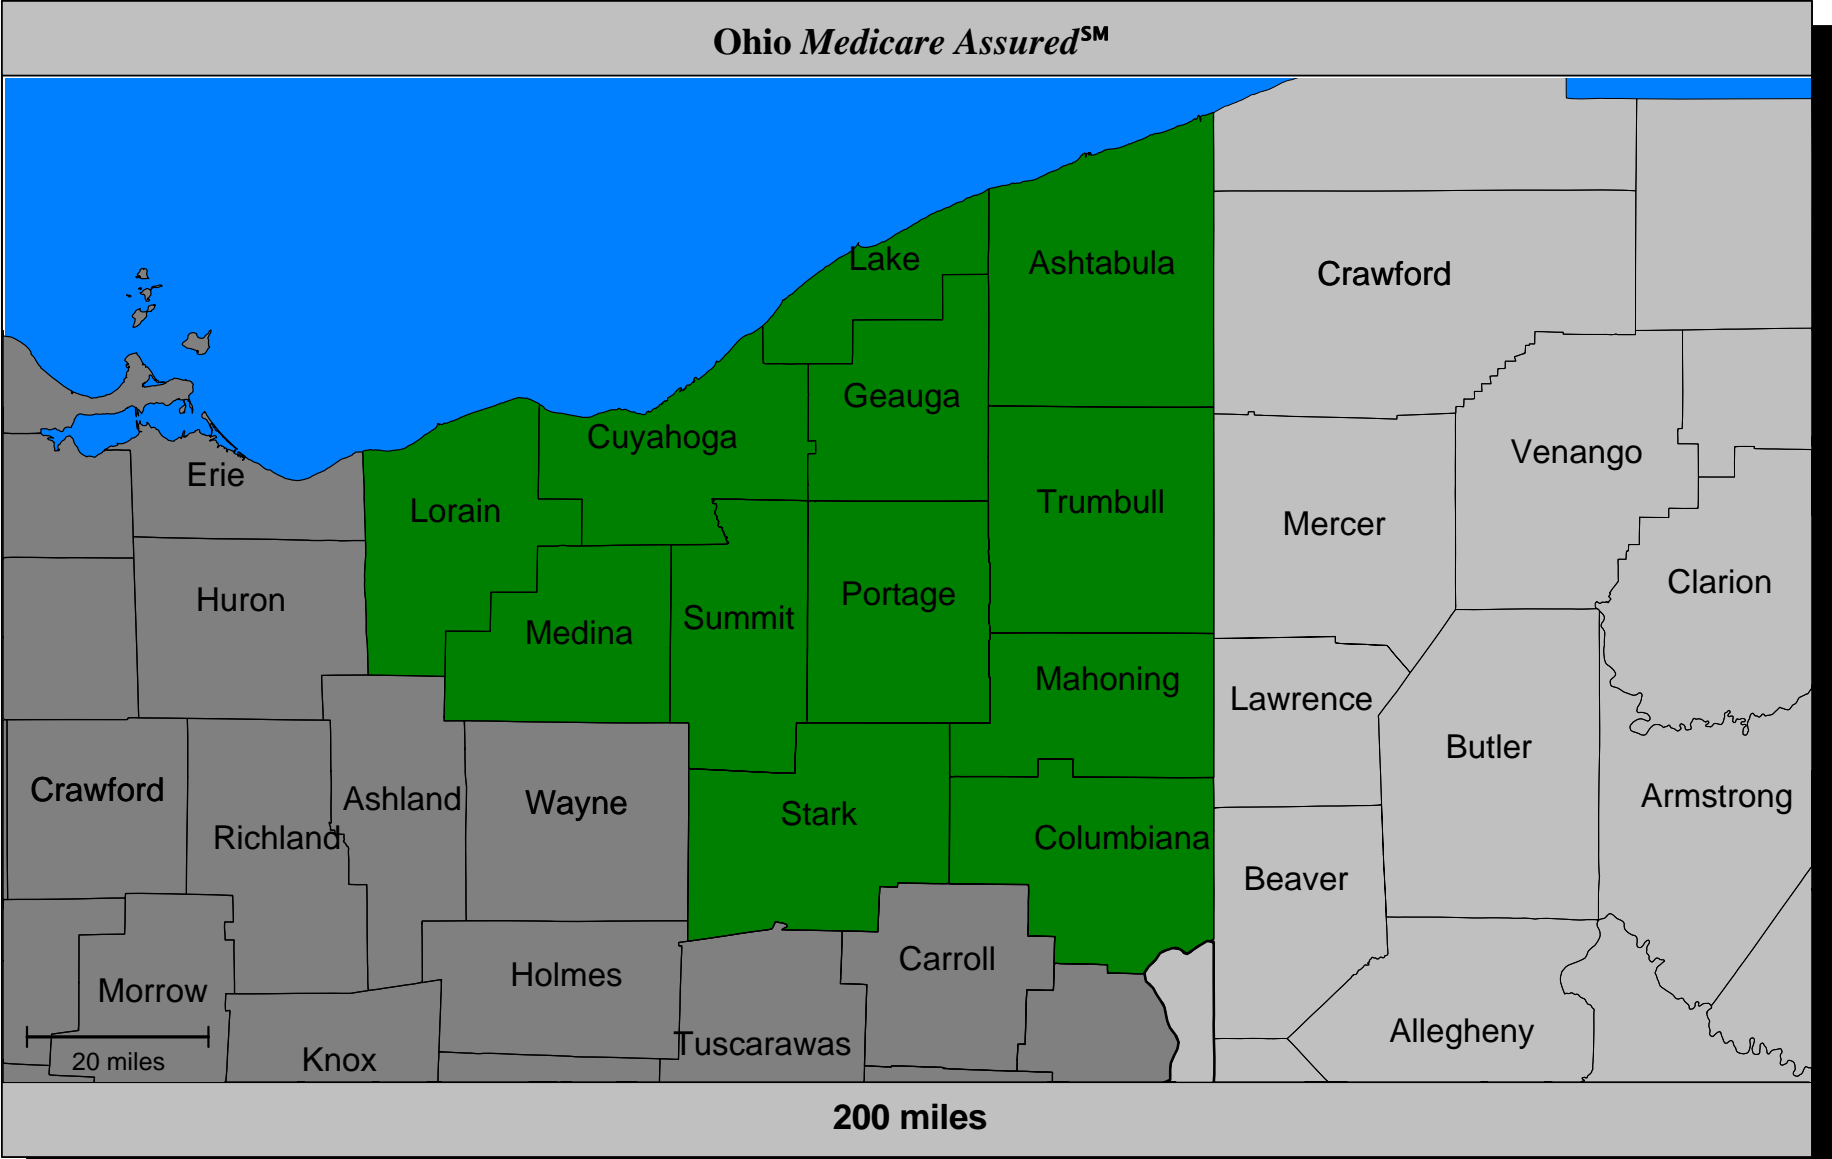 Ohio Medicare Assured℠
Lake
Ashtabula
Crawford
Geauga
Cuyahoga
Venango
Erie
Lorain
Trumbull
Mercer
Clarion
Huron
Portage
Summit
Medina
Mahoning
Lawrence
Butler
Crawford
Ashland
Wayne
Armstrong
Stark
Richland
Columbiana
Beaver
Carroll
Holmes
Morrow
Allegheny
Tuscarawas
20 miles
Knox
200 miles